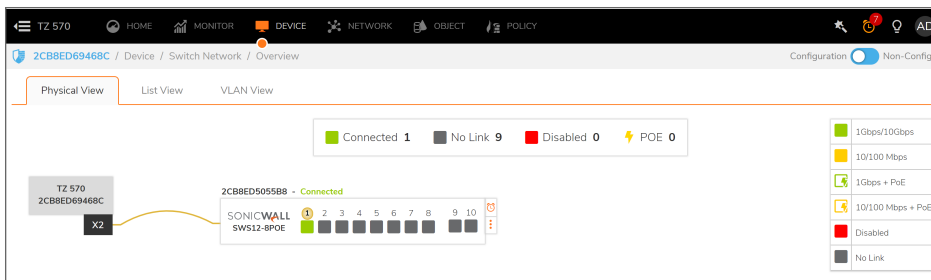 TZ 570 HOME MONITOR DEVICE NETWORK OBJECT POLICY 7 AD
2CB8ED69468C / Device / Switch Network / Overview Configuration Non-Config
Physical View List View VLAN View
Connected 1 No Link 9 Disabled 0 POE 0
1Gbps/10Gbps
10/100 Mbps
1Gbps + PoE
10/100 Mbps + PoE
Disabled
No Link
TZ 570
2CB8ED69468C
X2
2CB8ED5055B8 - Connected
SONICWALL 1 2 3 4 5 6 7 8 9 10
SWS12-8POE